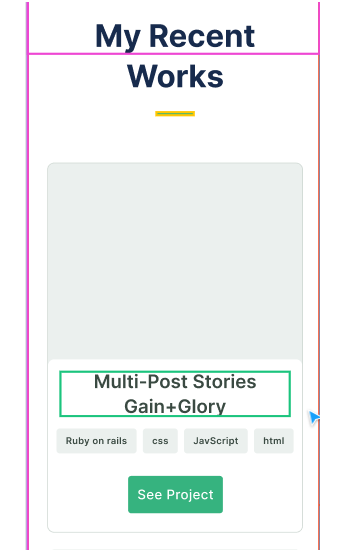 My Recent
Works
Multi-Post Stories
Gain+Glory
Ruby on rails css JavScript html
See Project